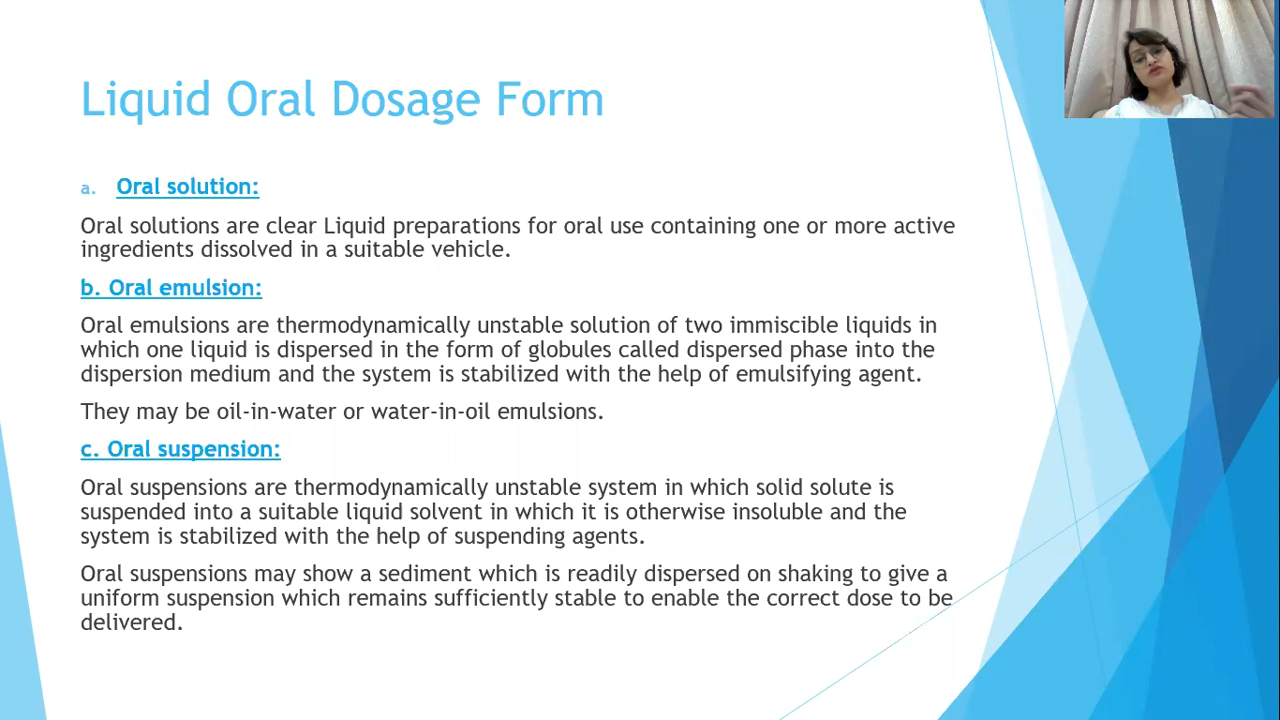 Liquid Oral Dosage Form
a. Oral solution:
Oral solutions are clear Liquid preparations for oral use containing one or more active
ingredients dissolved in a suitable vehicle.
b. Oral emulsion:
Oral emulsions are thermodynamically unstable solution of two immiscible liquids in
which one liquid is dispersed in the form of globules called dispersed phase into the
dispersion medium and the system is stabilized with the help of emulsifying agent.
They may be oil-in-water or water-in-oil emulsions.
c. Oral suspension:
Oral suspensions are thermodynamically unstable system in which solid solute is
suspended into a suitable liquid solvent in which it is otherwise insoluble and the
system is stabilized with the help of suspending agents.
Oral suspensions may show a sediment which is readily dispersed on shaking to give a
uniform suspension which remains sufficiently stable to enable the correct dose to be
delivered.